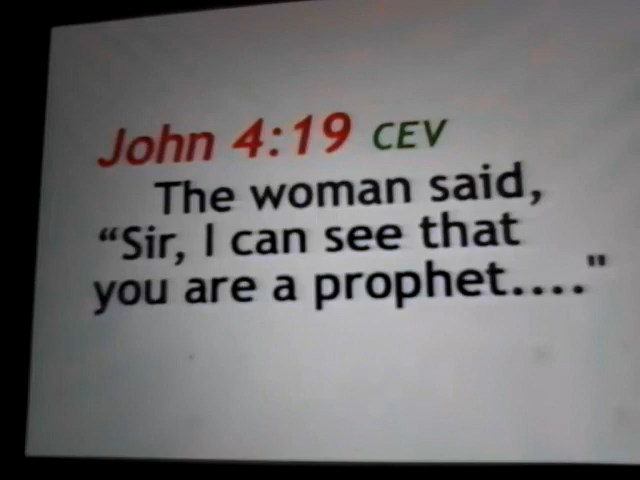 John 4:19 CEV
The woman said,
“Sir, I can see that
you are a prophet...."